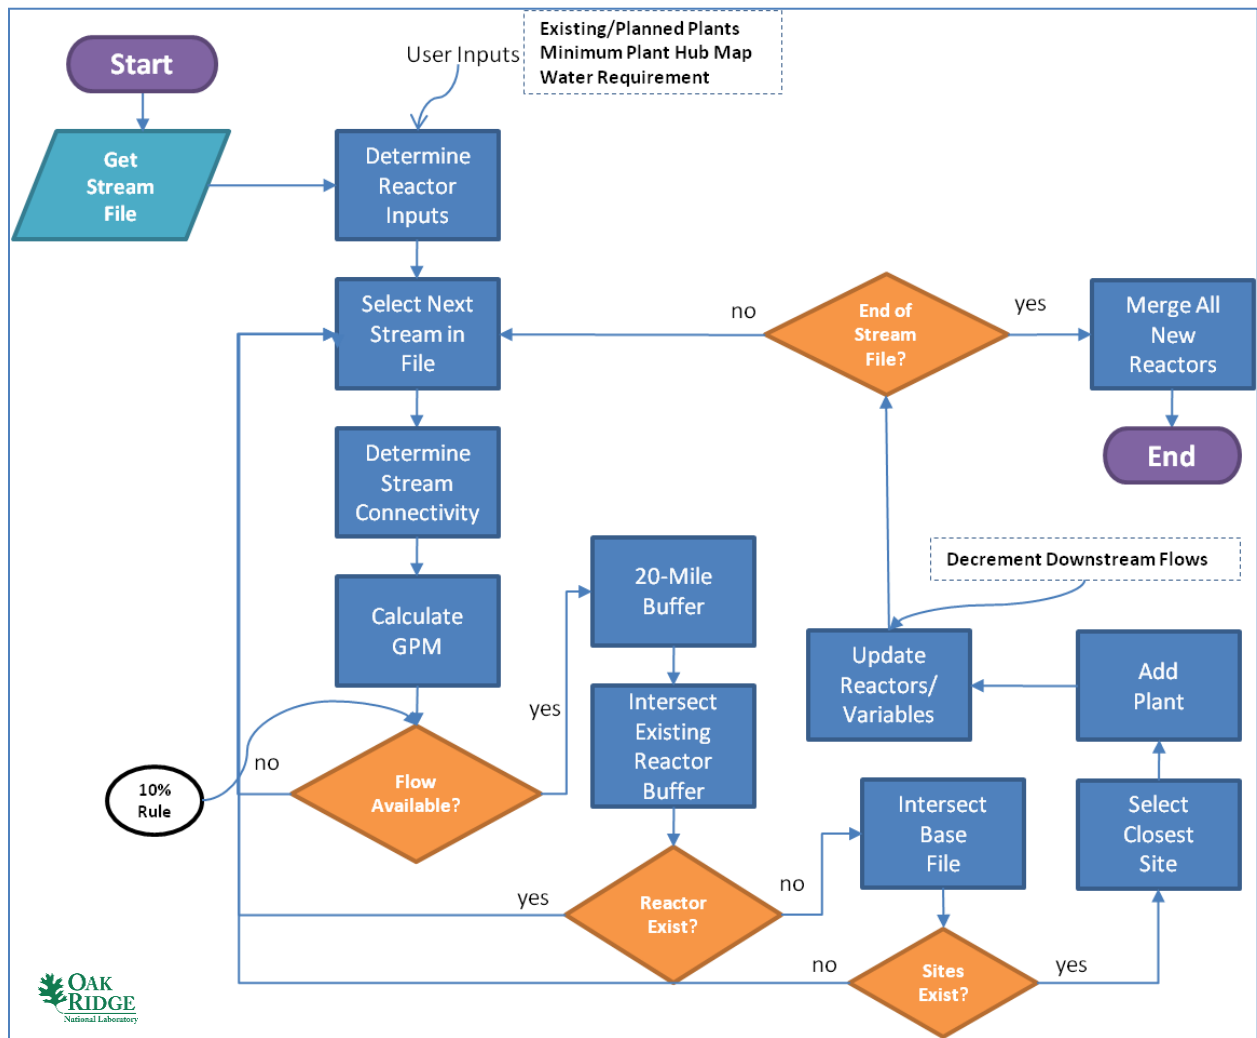 Start
User Inputs
Existing/Planned Plants
Minimum Plant Hub Map
Water Requirement
Get
Stream
File
Determine
Reactor
Inputs
Select Next
Stream in
File
no
End of
Stream
File?
yes
Merge All
New
Reactors
End
Determine
Stream
Connectivity
Calculate
GPM
20-Mile
Buffer
Decrement Downstream Flows
Update
Reactors/
Variables
Add
Plant
yes
Intersect
Existing
Reactor
Buffer
no
10%
Rule
Flow
Available?
Intersect
Base
File
Select
Closest
Site
yes
Reactor
Exist?
no
no
Sites
Exist?
yes
OAK
RIDGE
National Laboratory